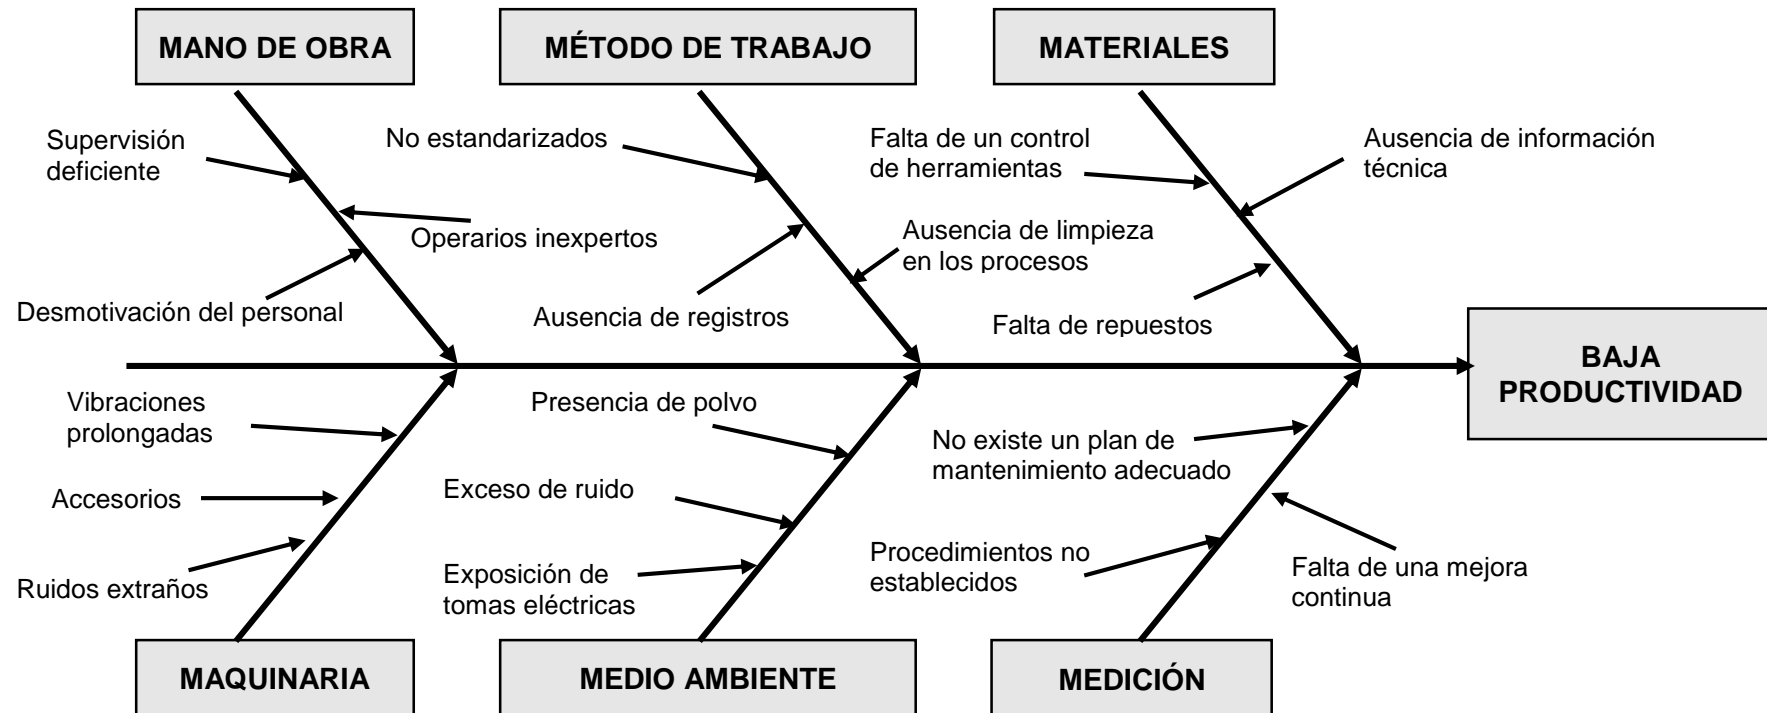 MANO DE OBRA
MÉTODO DE TRABAJO
MATERIALES
Supervisión
deficiente
No estandarizados
Falta de un control
de herramientas
Ausencia de información
técnica
Operarios inexpertos
Ausencia de limpieza
en los procesos
Desmotivación del personal
Ausencia de registros
Falta de repuestos
BAJA
PRODUCTIVIDAD
Vibraciones
prolongadas
Presencia de polvo
No existe un plan de
mantenimiento adecuado
Accesorios
Exceso de ruido
Ruidos extraños
Exposición de
tomas eléctricas
Procedimientos no
establecidos
Falta de una mejora
continua
MAQUINARIA
MEDIO AMBIENTE
MEDICIÓN